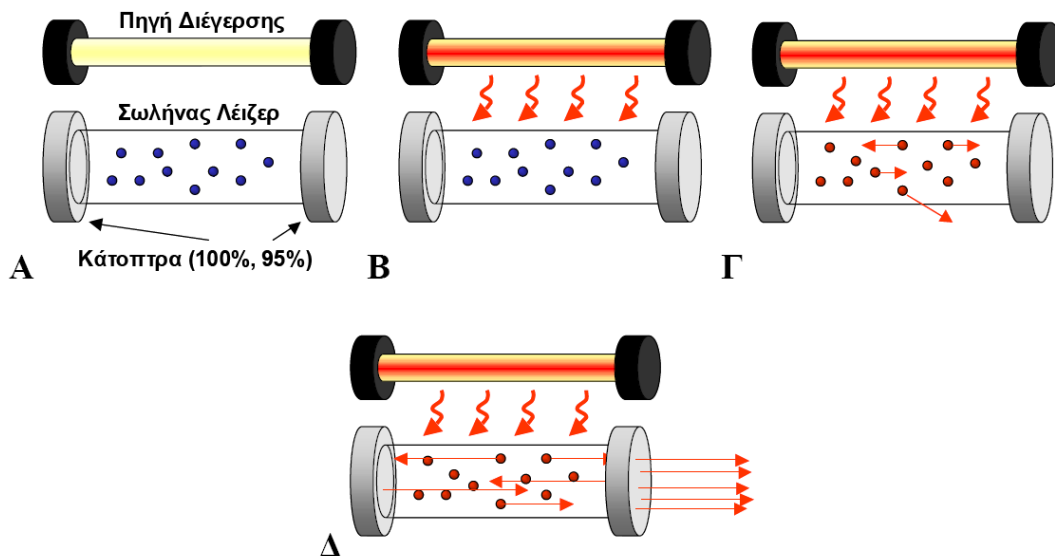 Πηγή Διέγερσης
Σωλήνας Λέιζερ
Κάτοπτρα (100%, 95%)
Α
Β
Γ
Δ